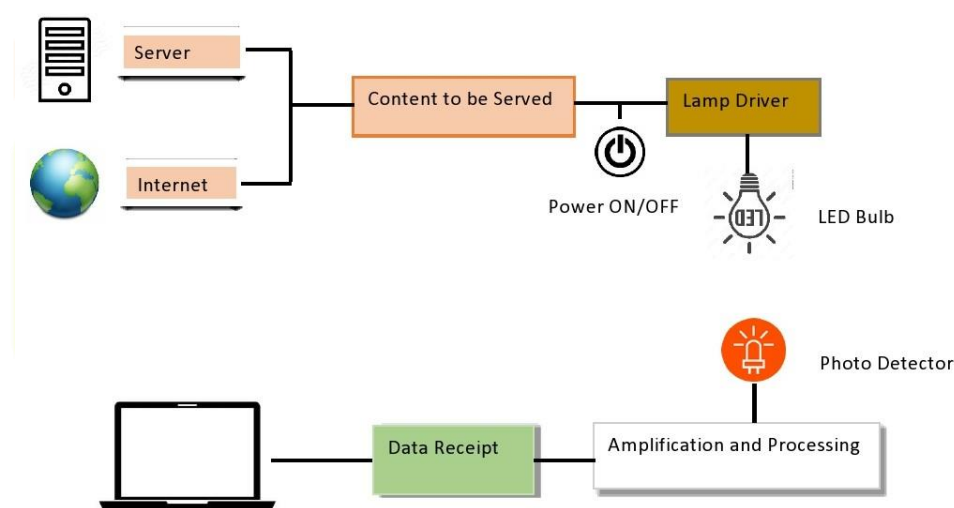 Server
Content to be Served
Lamp Driver
Internet
Power ON/OFF
LED
LED Bulb
Photo Detector
Data Receipt
Amplification and Processing